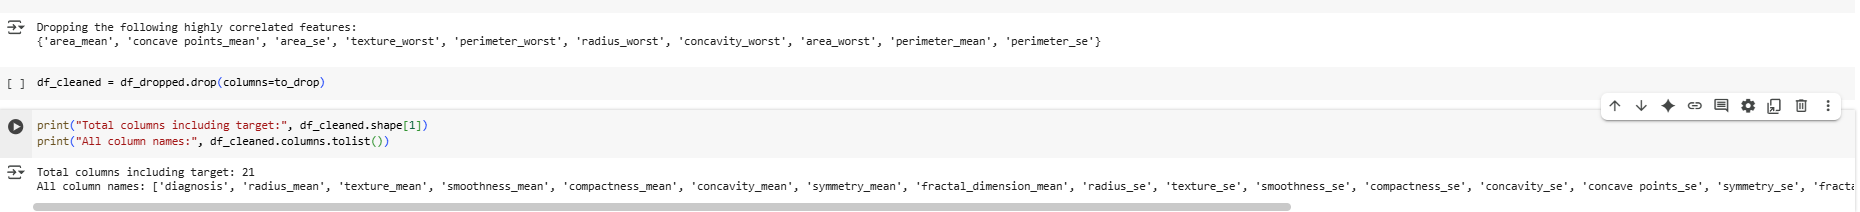 Dropping the following highly correlated features:
{'area_mean', 'concave points_mean', 'area_se', 'texture_worst', 'perimeter_worst', 'radius_worst', 'concavity_worst', 'area_worst', 'perimeter_mean', 'perimeter_se'}
[ ] df_cleaned = df_dropped.drop(columns=to_drop)
print("Total columns including target:", df_cleaned.shape[1])
print("All column names:", df_cleaned.columns.tolist())
Total columns including target: 21
All column names: ['diagnosis', 'radius_mean', 'texture_mean', 'smoothness_mean', 'compactness_mean', 'concavity_mean', 'symmetry_mean', 'fractal_dimension_mean', 'radius_se', 'texture_se', 'smoothness_se', 'compactness_se', 'concavity_se', 'concave points_se', 'symmetry_se',